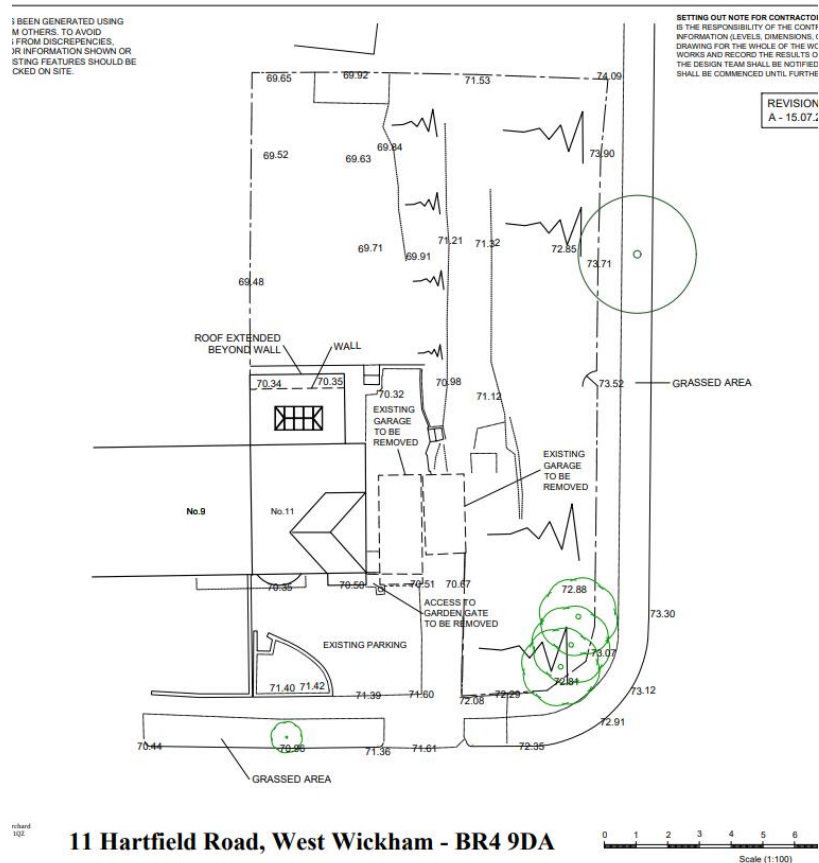 S BEEN GENERATED USING
M OTHERS. TO AVOID
FROM DISCREPENCIES,
OR INFORMATION SHOWN OR
ISTING FEATURES SHOULD BE
CKED ON SITE.
SETTING OUT NOTE FOR CONTRACTOR
IS THE RESPONSIBILITY OF THE CONTR
INFORMATION (LEVELS, DIMENSIONS,
DRAWING FOR THE WHOLE OF THE WO
WORKS AND RECORD THE RESULTS O
THE DESIGN TEAM SHALL BE NOTIFIED
SHALL BE COMMENCED UNTIL FURTHE
REVISION
A - 15.07.2
69.65
69.92
71.53
74.09
69.52
69.63
69.84
73.90
69.71
69.91
71.21
71.32
72.85
73.71
69.48
ROOF EXTENDED
BEYOND WALL
WALL
70.34
70.35
70.32
70.98
71.12
73.52
GRASSED AREA
EXISTING
GARAGE
TO BE
REMOVED
EXISTING
GARAGE
TO BE
REMOVED
No.9
No.11
70.35
70.50
70.51
70.67
72.88
ACCESS TO
GARDEN GATE
TO BE REMOVED
73.30
EXISTING PARKING
73.07
72.81
71.40
71.42
71.39
71.60
72.08
72.29
73.12
72.91
70.44
70.96
71.36
71.61
72.35
GRASSED AREA
rchard
1QZ
11 Hartfield Road, West Wickham - BR4 9DA
0 1 2 3 4 5 6
Scale (1:100)